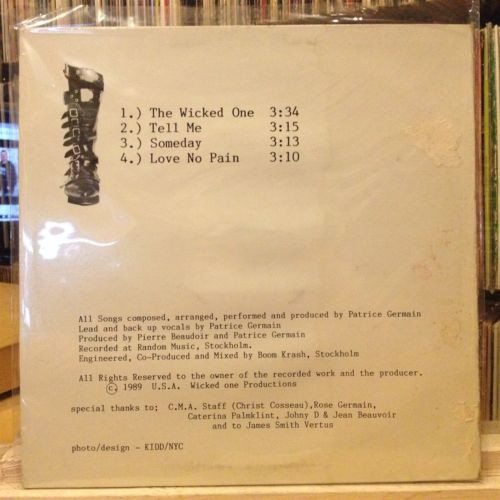 1.) The Wicked One 3:34
2.) Tell Me 3:15
3.) Someday 3:13
4.) Love No Pain 3:10
All Songs composed, arranged, performed and produced by Patrice Germain
Lead and back up vocals by Patrice Germain
Produced by Pierre Beaudoir and Patrice Germain
Recorded at Random Music, Stockholm.
Engineered, Co-Produced and Mixed by Boom Krash, Stockholm
All Rights Reserved to the owner of the recorded work and the producer.
© 1989 U.S.A. Wicked one Productions
special thanks to; C.M.A. Staff (Christ Cosseau),Rose Germain,
Caterina Palmklint, Johny D & Jean Beauvoir
and to James Smith Vertus
photo/design - KIDD/NYC